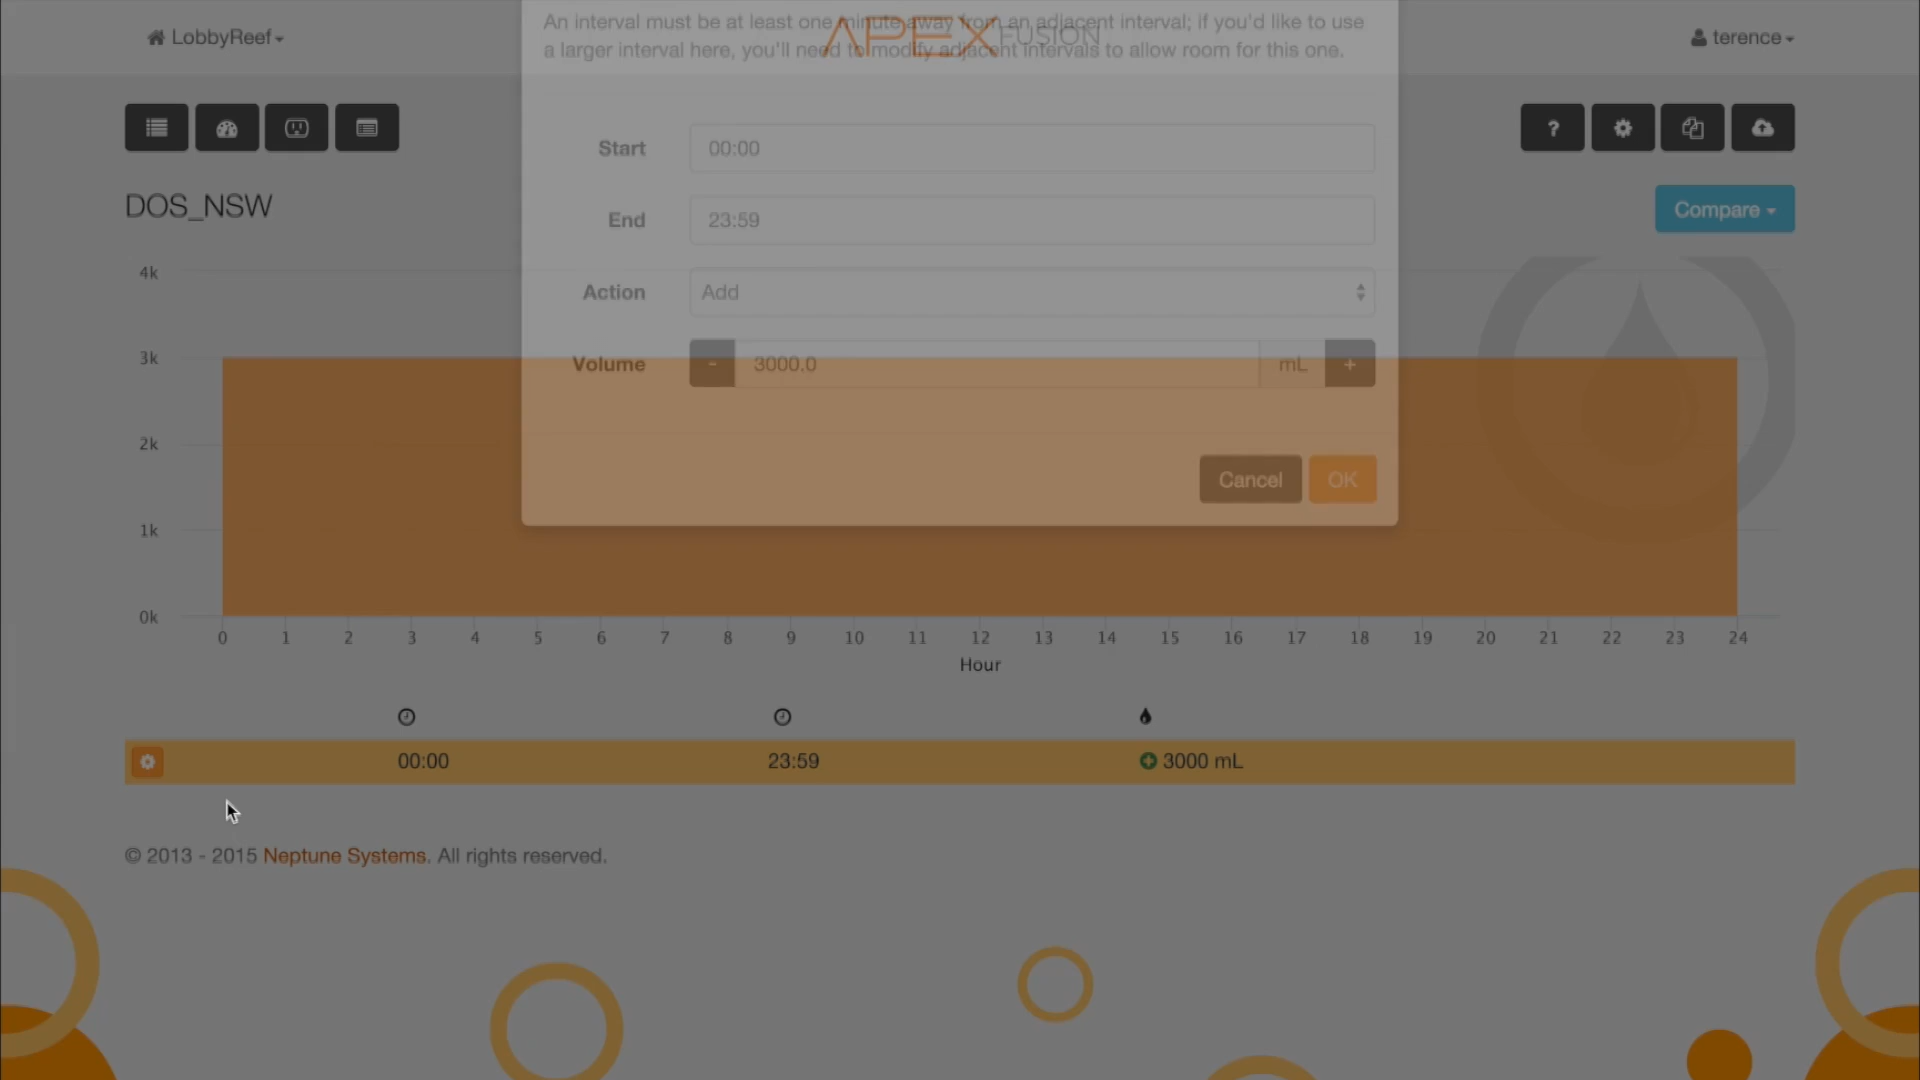 An interval must be at least one minute away from an adjacent interval; if you'd like to use
a larger interval here, you'll need to modify adjacent intervals to allow room for this one.
LobbyReef
APEX FUSION
terence
Start 00:00
End 23:59
Action Add
Volume - 3000.0 mL +
Cancel OK
?
DOS_NSW
Compare
4k
3k
2k
1k
0k
0 1 2 3 4 5 6 7 8 9 10 11 12 13 14 15 16 17 18 19 20 21 22 23 24
Hour
00:00 23:59 3000 mL
© 2013 - 2015 Neptune Systems. All rights reserved.